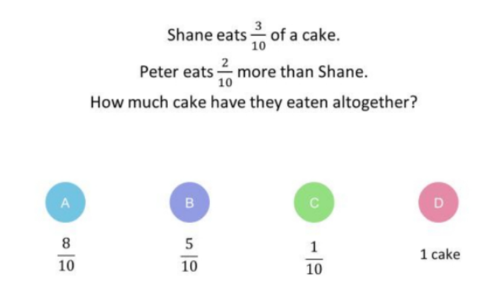 Shane eats 3/10 of a cake.
Peter eats 2/10 more than Shane.
How much cake have they eaten altogether?
A B C D
8/10 5/10 1/10 1 cake